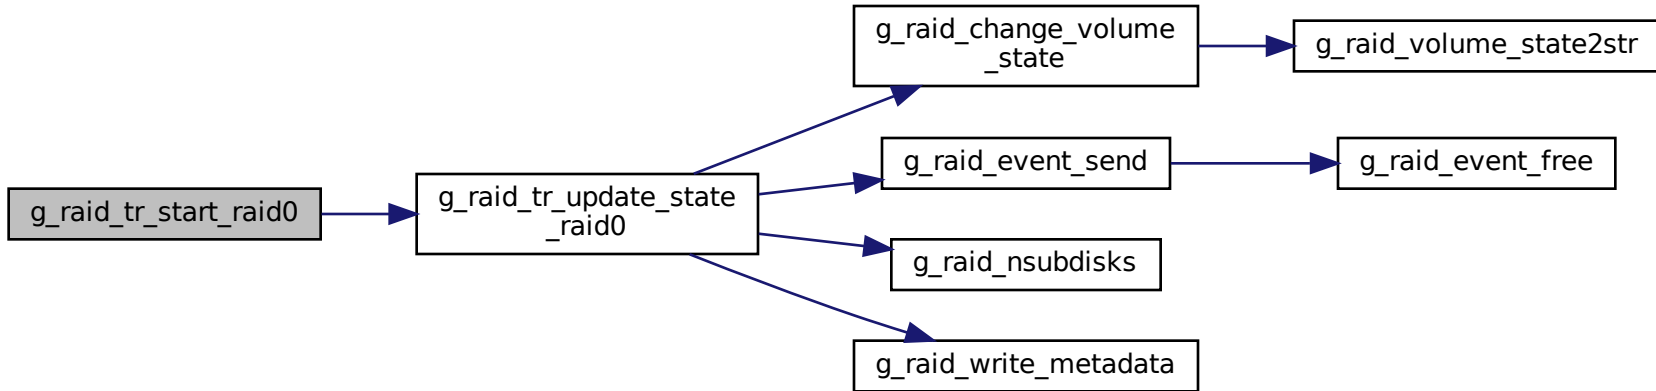 g_raid_change_volume
_state
g_raid_volume_state2str
g_raid_event_send
g_raid_event_free
g_raid_tr_start_raid0
g_raid_tr_update_state
_raid0
g_raid_nsubdisks
g_raid_write_metadata